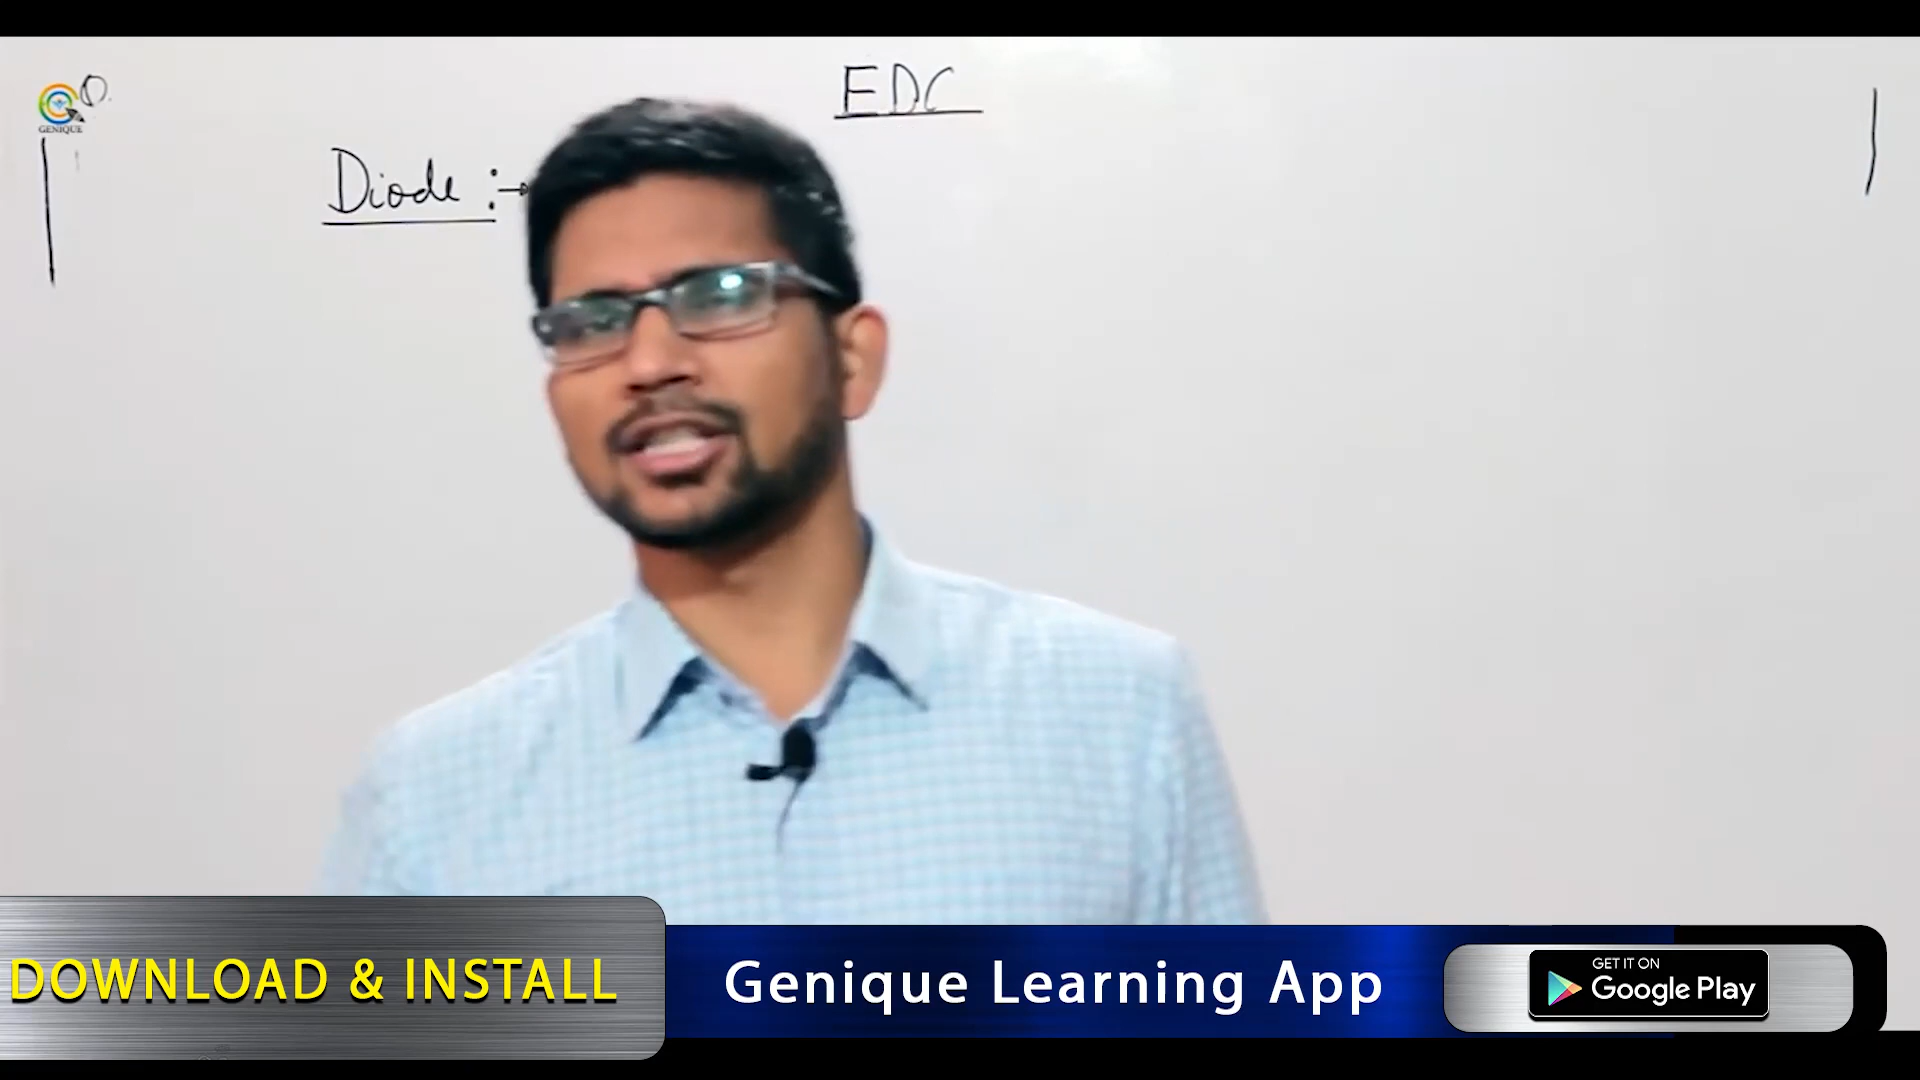 EDC
GENIQUE
Diode :→
DOWNLOAD & INSTALL
Genique Learning App
GET IT ON
Google Play